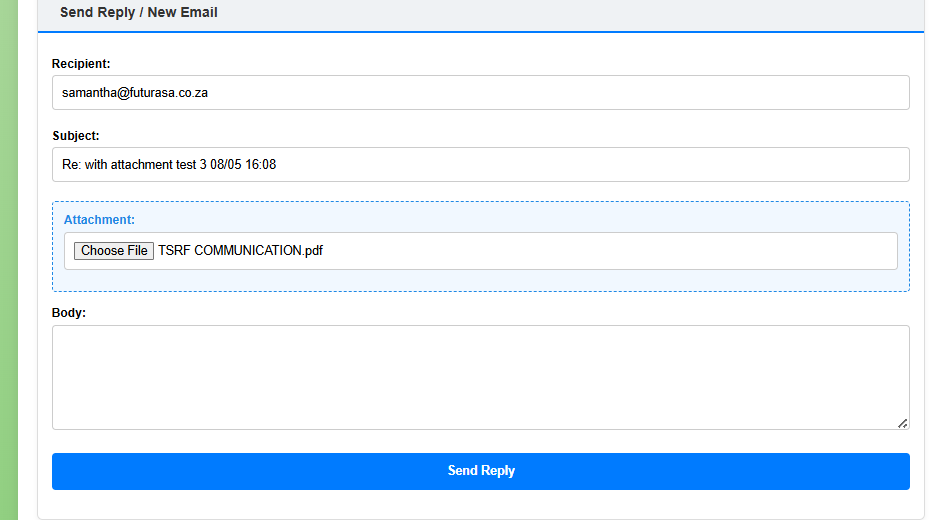 Send Reply / New Email
Recipient:
samantha@futurasa.co.za
Subject:
Re: with attachment test 3 08/05 16:08
Attachment:
Choose File TSRF COMMUNICATION.pdf
Body:
Send Reply